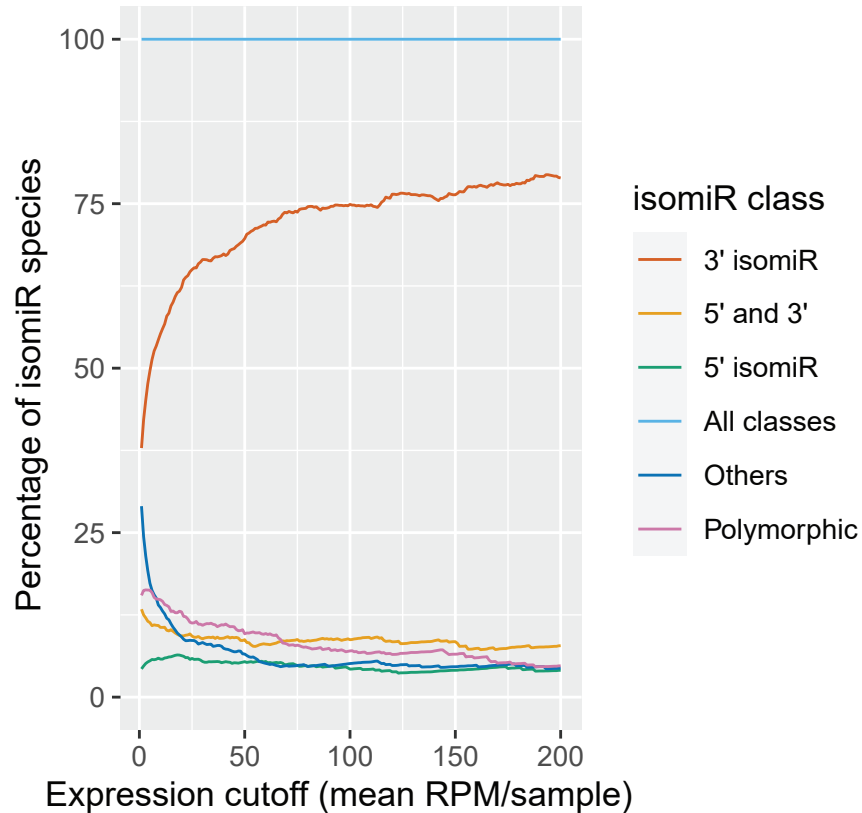 Percentage of isomiR species
100
75
50
25
0
0 50 100 150 200
Expression cutoff (mean RPM/sample)
isomiR class
3' isomiR
5' and 3'
5' isomiR
All classes
Others
Polymorphic